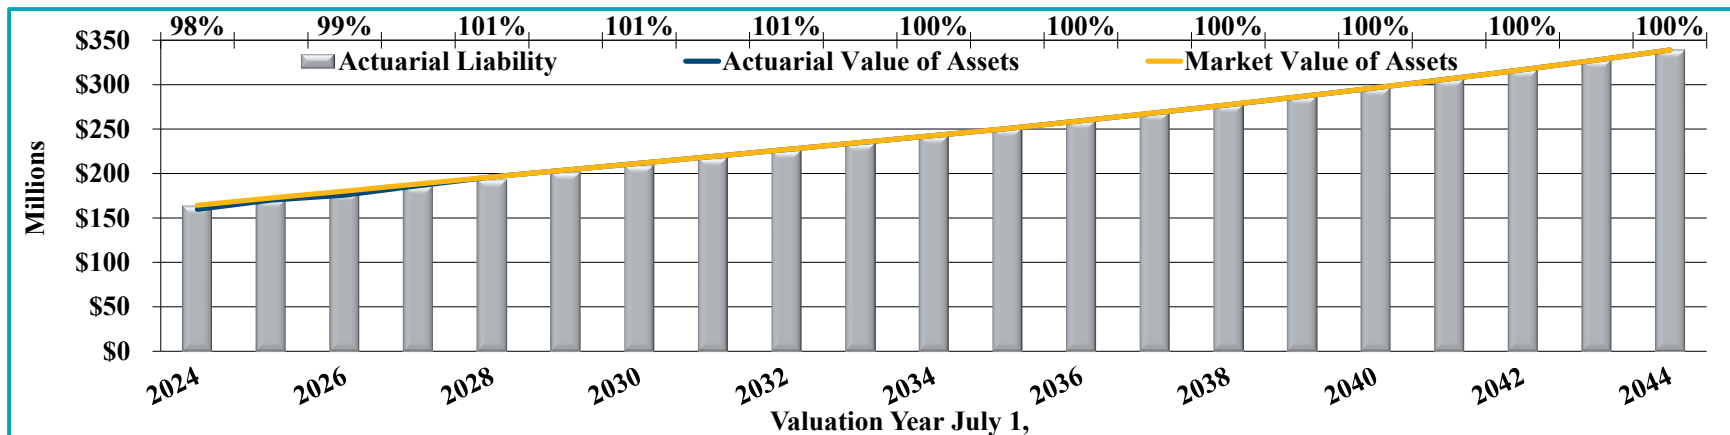 98% 99% 101% 101% 101% 100% 100% 100% 100% 100% 100%
$350
Actuarial Liability Actuarial Value of Assets Market Value of Assets
$300
$250
$200
$150
$100
$50
$0
Millions
2024 2026 2028 2030 2032 2034 2036 2038 2040 2042 2044
Valuation Year July 1,